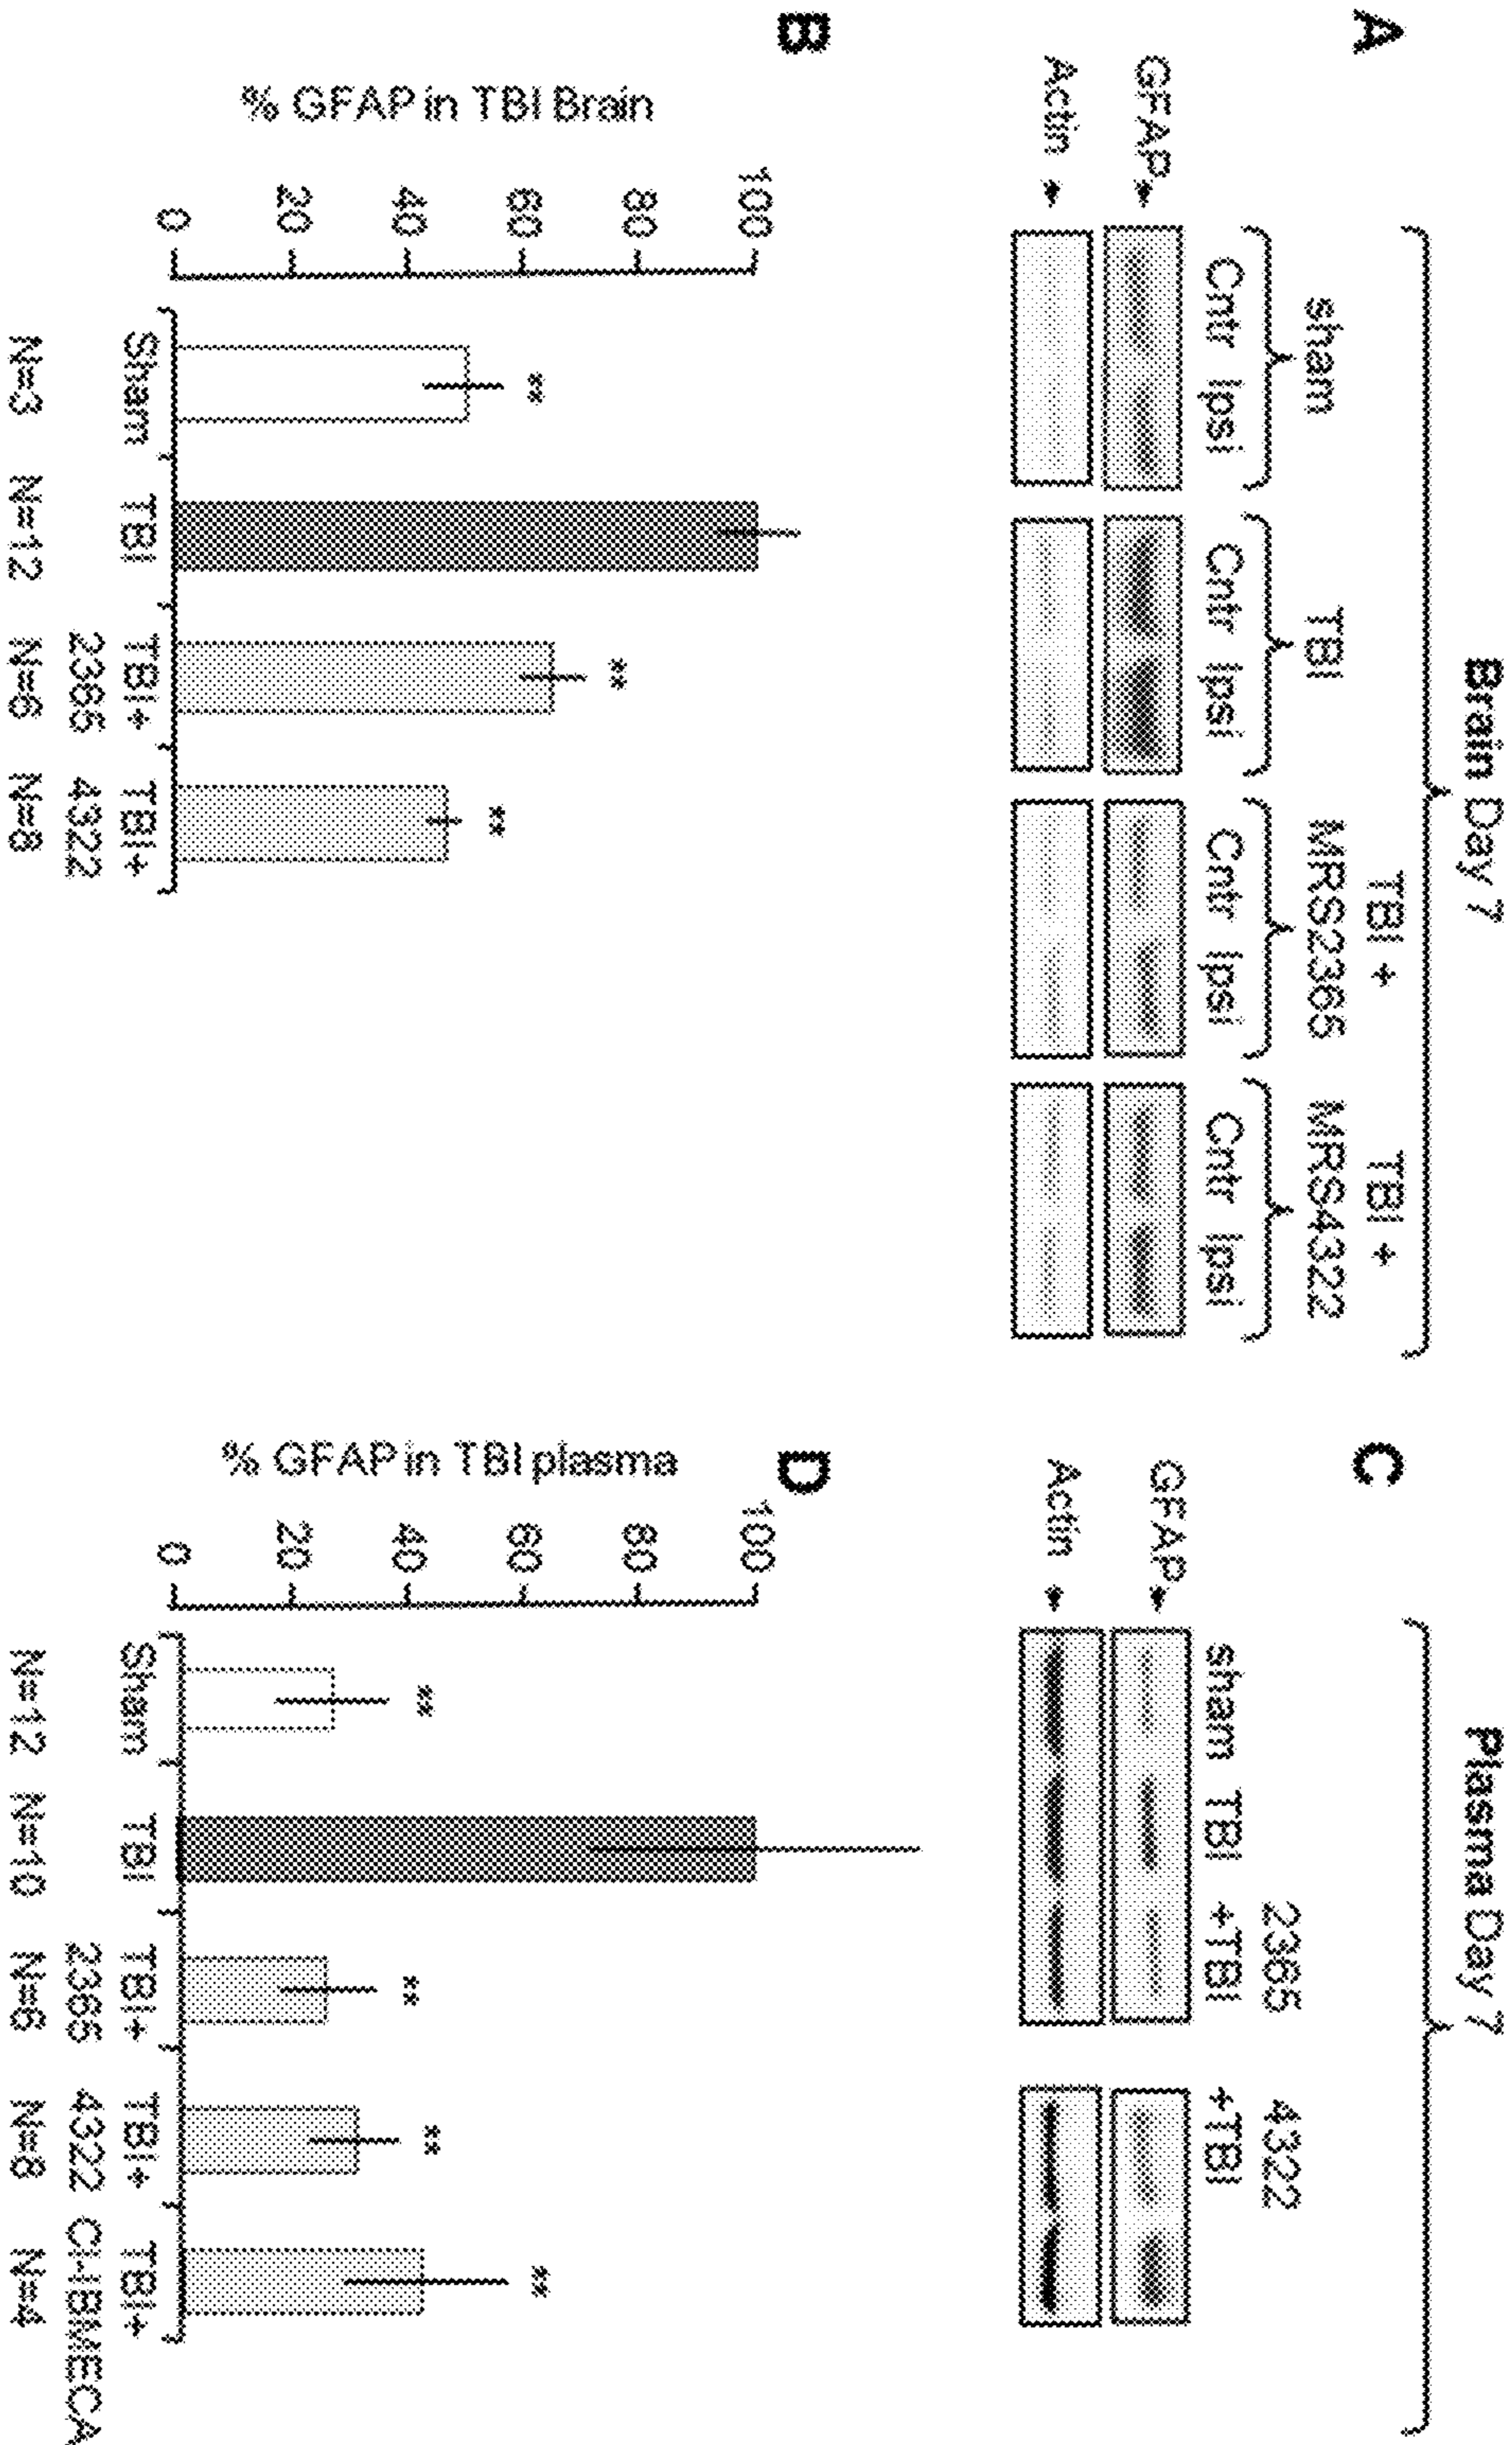 A
Brain Day 7
sham
TBI
TBI +
MRS2365
TBI +
MRS4322
Cntr Ipsi
Cntr Ipsi
Cntr Ipsi
Cntr Ipsi
GFAP
Actin
B
% GFAP in TBI Brain
100
80
60
40
20
0
**
**
**
Sham
TBI
TBI+
2365
TBI+
4322
N=3
N=12
N=6
N=8
C
Plasma Day 7
sham TBI
2365
+TBI
4322
+TBI
GFAP
Actin
D
% GFAP in TBI plasma
100
80
60
40
20
0
**
**
**
**
Sham
TBI
TBI+
2365
TBI+
4322
TBI+
Cl-IBMECA
N=12
N=10
N=6
N=8
N=4